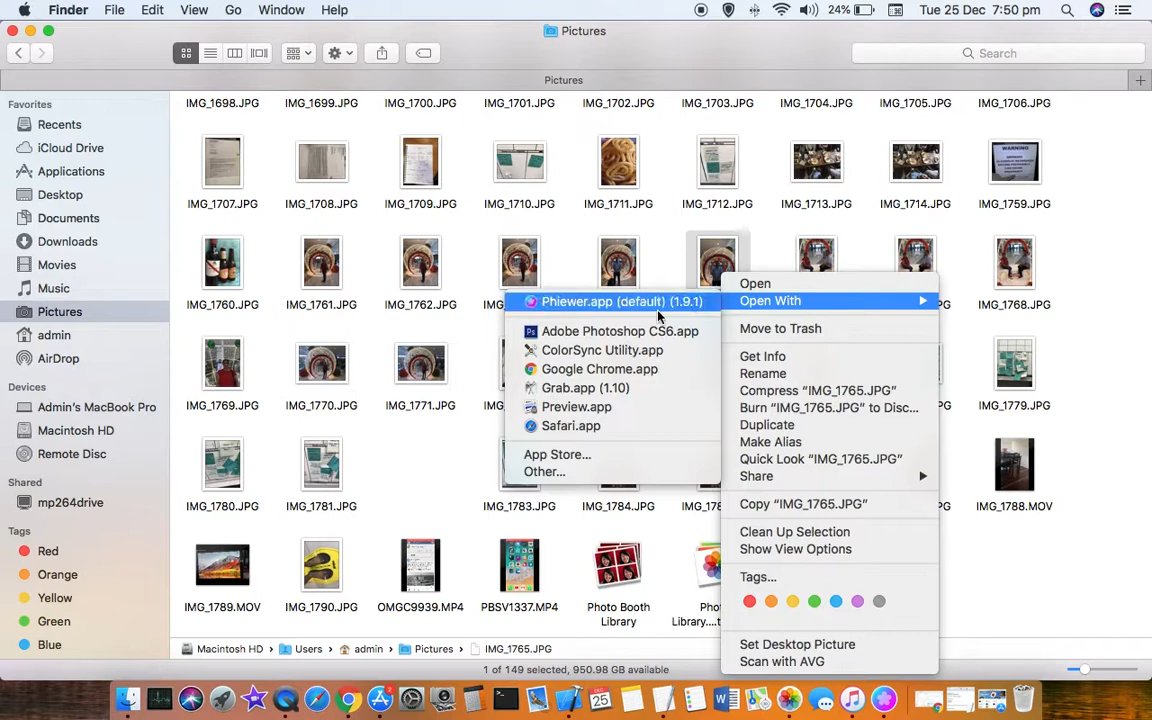 Finder File Edit View Go Window Help 24% Tue 25 Dec 7:50 pm
Pictures
Search
Pictures
Favorites
Recents
iCloud Drive
Applications
Desktop
Documents
Downloads
Movies
Music
Pictures
admin
AirDrop
Devices
Admin's MacBook Pro
Macintosh HD
Remote Disc
Shared
mp264drive
Tags
Red
Orange
Yellow
Green
Blue
IMG_1698.JPG IMG_1699.JPG IMG_1700.JPG IMG_1701.JPG IMG_1702.JPG IMG_1703.JPG IMG_1704.JPG IMG_1705.JPG IMG_1706.JPG
WARNING
IMG_1707.JPG IMG_1708.JPG IMG_1709.JPG IMG_1710.JPG IMG_1711.JPG IMG_1712.JPG IMG_1713.JPG IMG_1714.JPG IMG_1759.JPG
IMG_1760.JPG IMG_1761.JPG IMG_1762.JPG IMG_1768.JPG
IMG_1769.JPG IMG_1770.JPG IMG_1771.JPG IMG_1779.JPG
IMG_1780.JPG IMG_1781.JPG IMG_1783.JPG IMG_1784.JPG IMG_1788.MOV
IMG_1789.MOV IMG_1790.JPG OMGC9939.MP4 PBSV1337.MP4 Photo Booth
Library
Open
Open With
Move to Trash
Get Info
Rename
Compress "IMG_1765.JPG"
Burn "IMG_1765.JPG" to Disc...
Duplicate
Make Alias
Quick Look "IMG_1765.JPG"
Share
Copy "IMG_1765.JPG"
Clean Up Selection
Show View Options
Tags...
Set Desktop Picture
Scan with AVG
Phiewer.app (default) (1.9.1)
Adobe Photoshop CS6.app
ColorSync Utility.app
Google Chrome.app
Grab.app (1.10)
Preview.app
Safari.app
App Store...
Other...
Macintosh HD Users admin Pictures IMG_1765.JPG
1 of 149 selected, 950.98 GB available